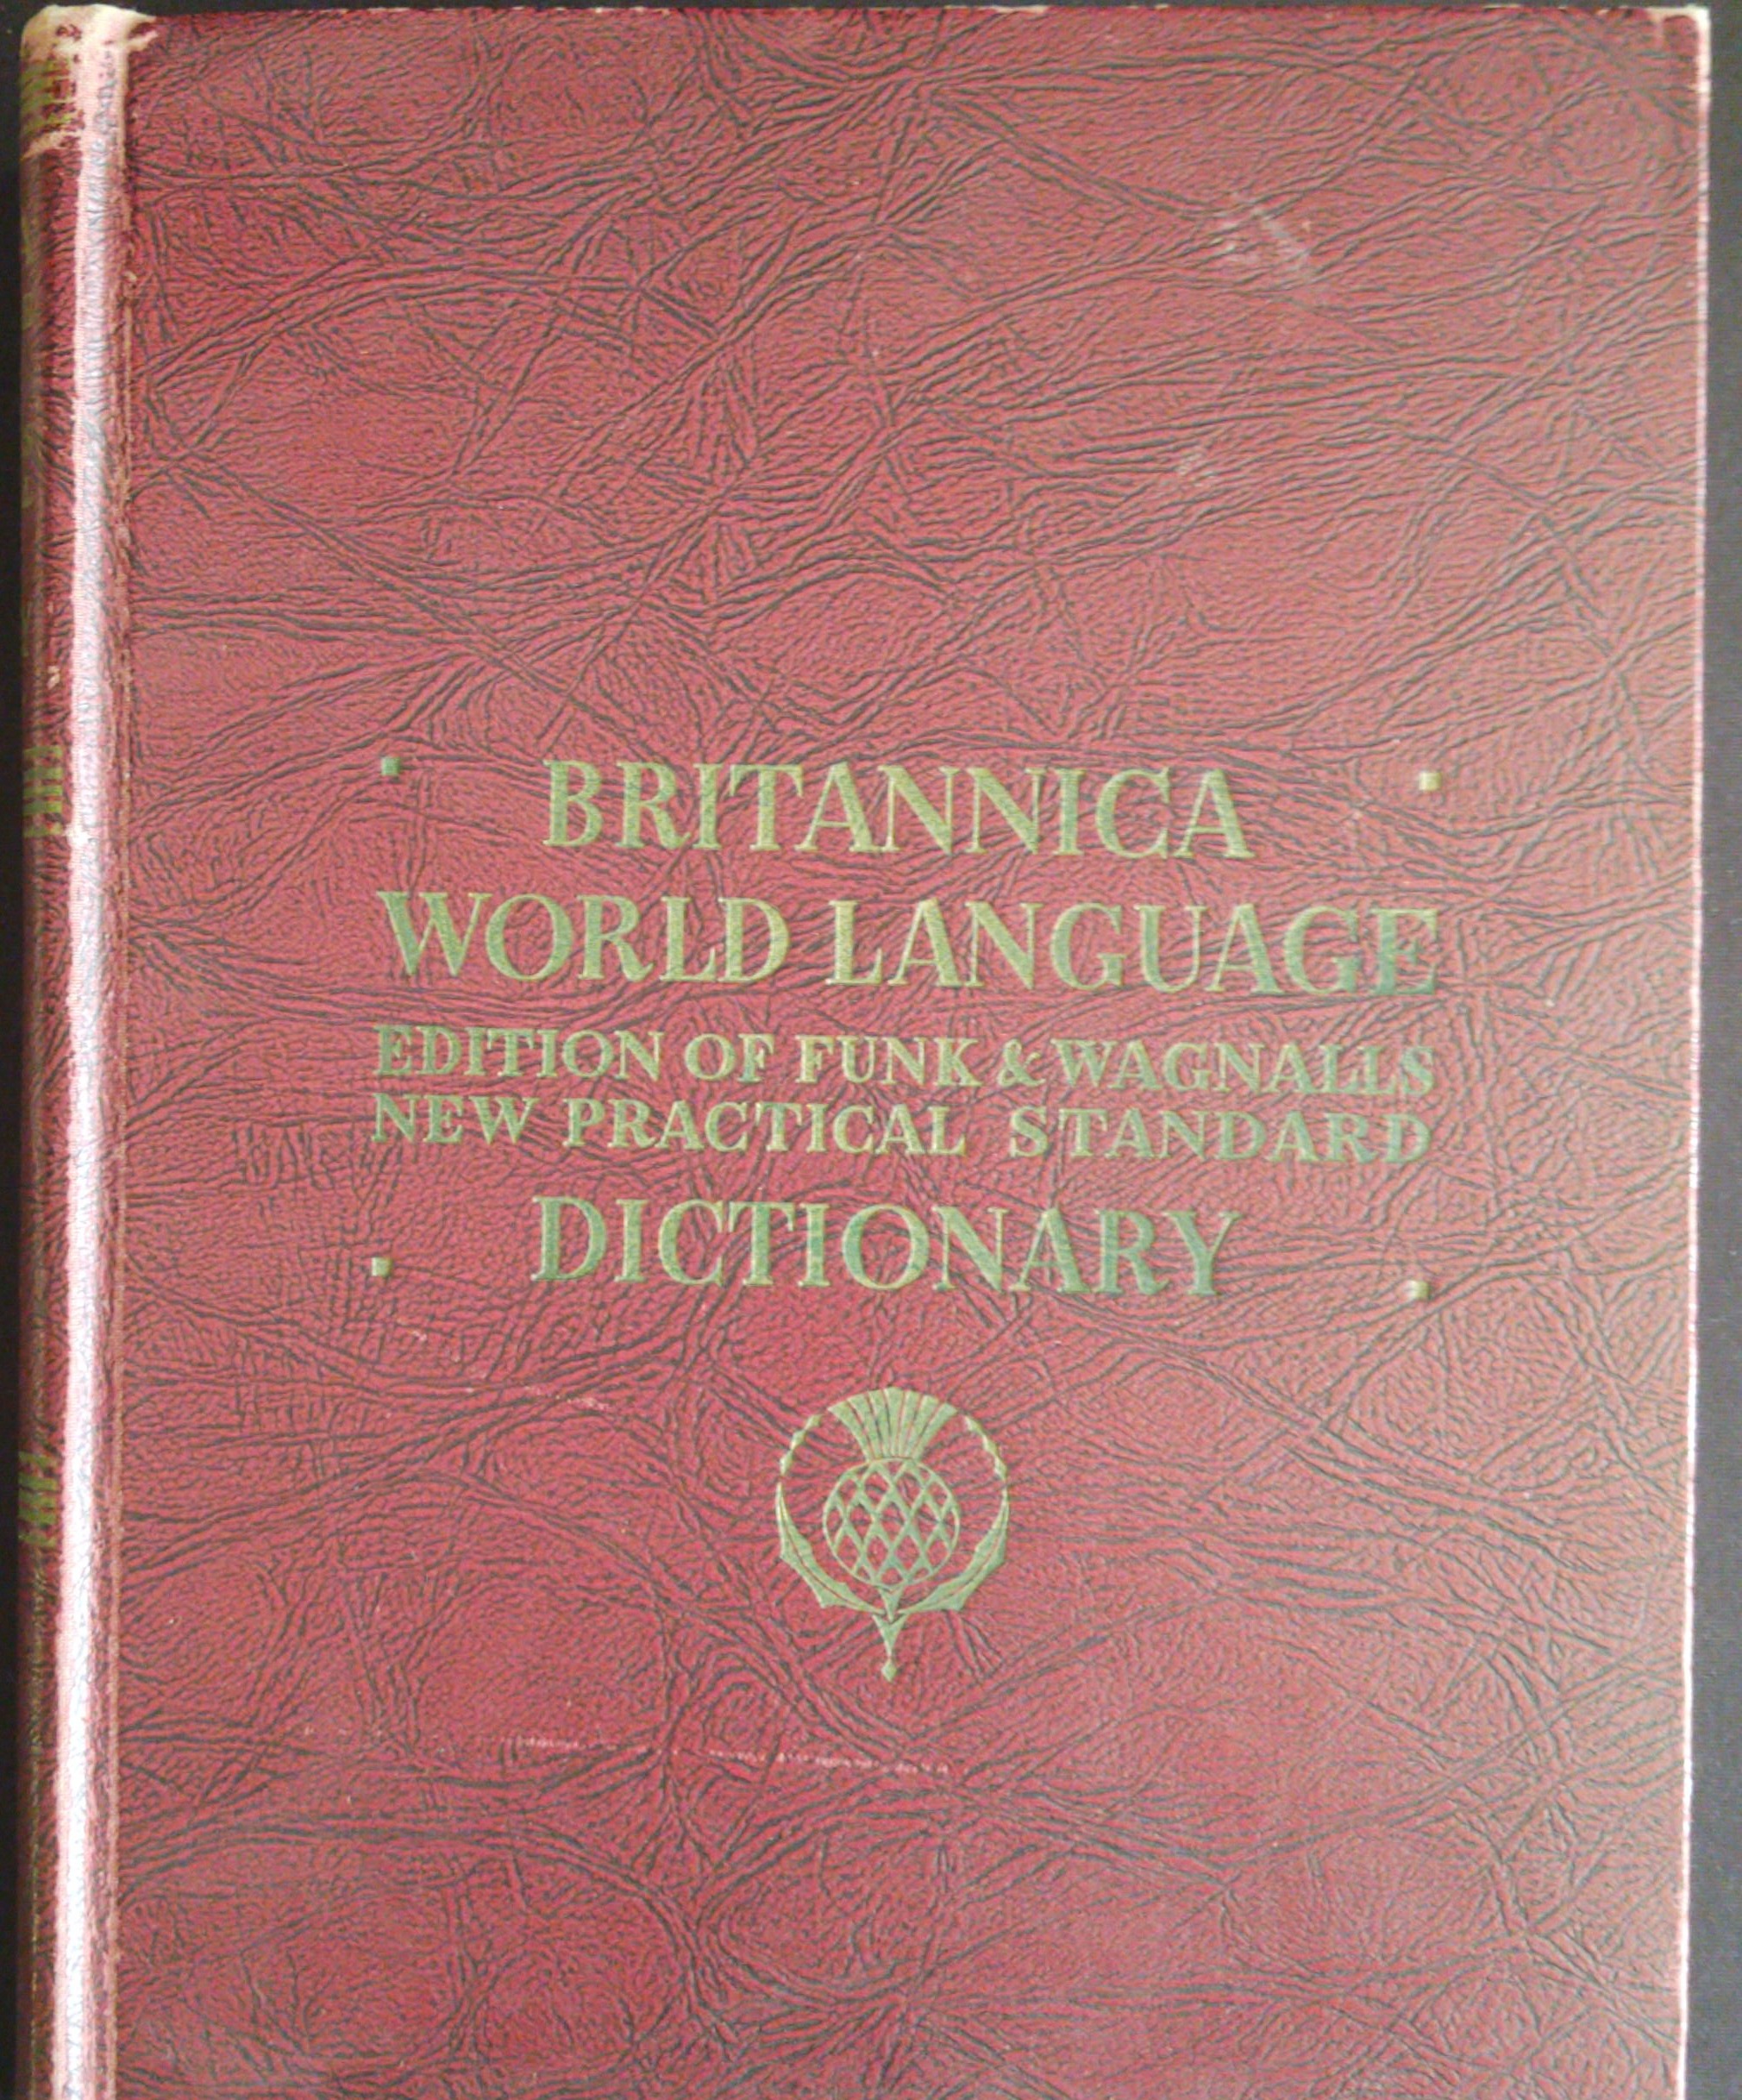 BRITANNICA
WORLD LANGUAGE
EDITION OF FUNK & WAGNALLS
NEW PRACTICAL STANDARD
DICTIONARY